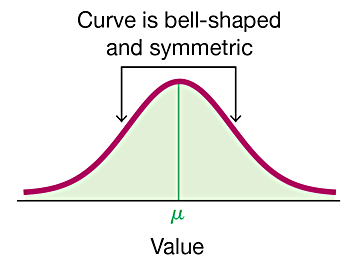 Curve is bell-shaped
and symmetric
μ
Value